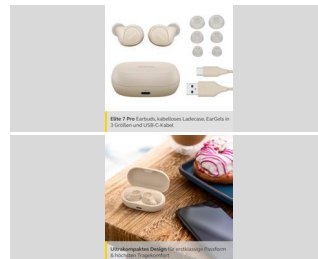 Elite 7 Pro Earbuds, kabelloses Ladecase, EarGels in
3 Größen und USB-C-Kabel
Ultrakompaktes Design für erstklassige Passform
& höchsten Tragekomfort